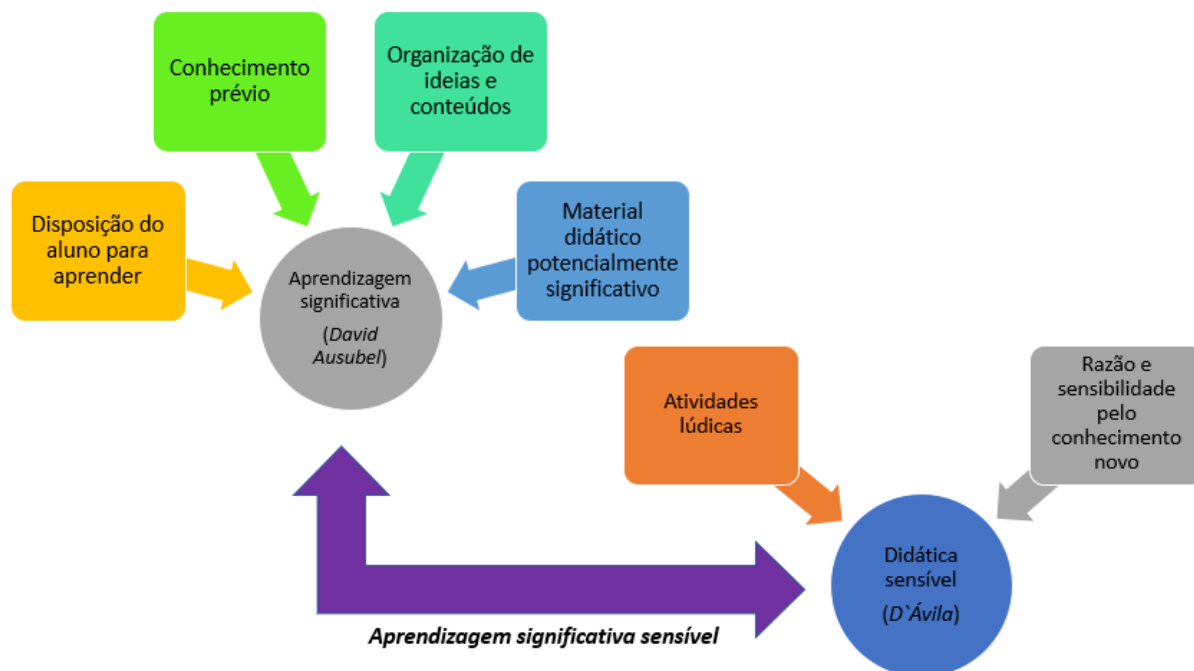 Conhecimento
prévio
Organização de
ideias e
conteúdos
Disposição do
aluno para
aprender
Material
didático
potencialmente
significativo
Aprendizagem
significativa
(David
Ausubel)
Atividades
lúdicas
Razão e
sensibilidade
pelo
conhecimento
novo
Didática
sensível
(D`Ávila)
Aprendizagem significativa sensível